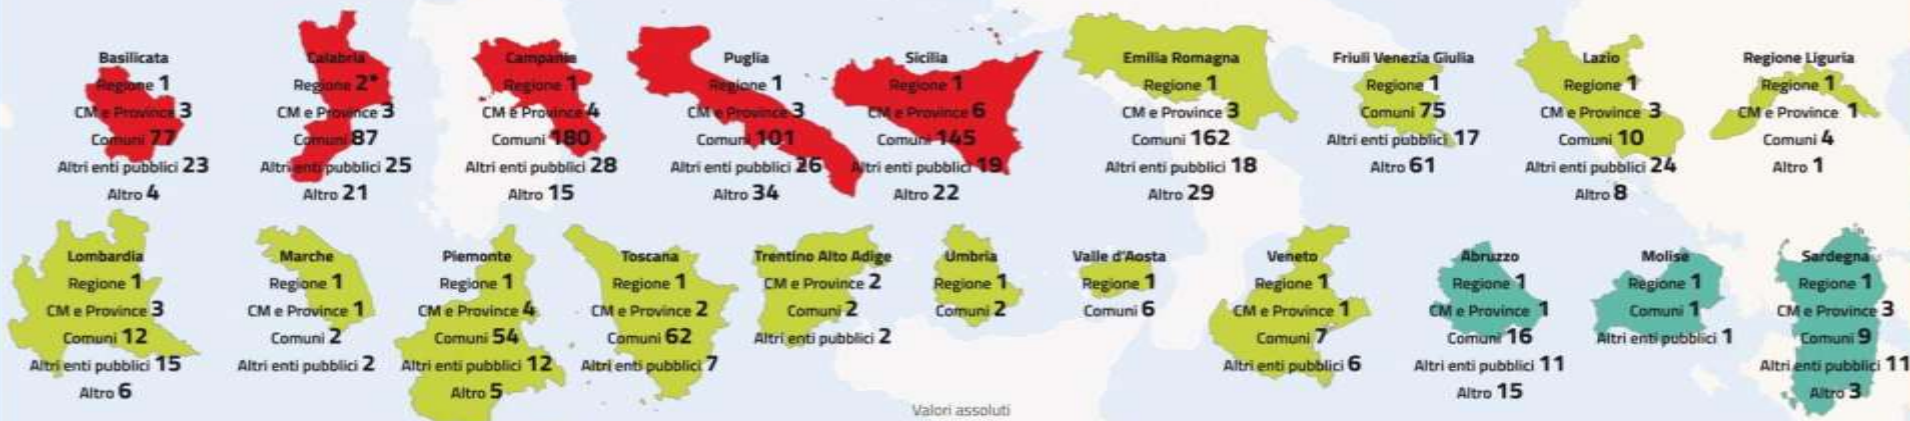 Basilicata
Regione 1
CM e Province 3
Comuni 77
Altri enti pubblici 23
Altro 4
Calabria
Regione 2*
CM e Province 3
Comuni 87
Altri enti pubblici 25
Altro 21
Campania
Regione 1
CM e Province 4
Comuni 180
Altri enti pubblici 28
Altro 15
Puglia
Regione 1
CM e Province 3
Comuni 101
Altri enti pubblici 26
Altro 34
Sicilia
Regione 1
CM e Province 6
Comuni 145
Altri enti pubblici 19
Altro 22
Emilia Romagna
Regione 1
CM e Province 3
Comuni 162
Altri enti pubblici 18
Altro 29
Friuli Venezia Giulia
Regione 1
Comuni 75
Altri enti pubblici 17
Altro 61
Lazio
Regione 1
CM e Province 3
Comuni 10
Altri enti pubblici 24
Altro 8
Regione Liguria
Regione 1
CM e Province 1
Comuni 4
Altro 1
Lombardia
Regione 1
CM e Province 3
Comuni 12
Altri enti pubblici 15
Altro 6
Marche
Regione 1
CM e Province 1
Comuni 2
Altri enti pubblici 2
Piemonte
Regione 1
CM e Province 4
Comuni 54
Altri enti pubblici 12
Altro 5
Toscana
Regione 1
CM e Province 2
Comuni 62
Altri enti pubblici 7
Trentino Alto Adige
CM e Province 2
Comuni 2
Altri enti pubblici 2
Umbria
Regione 1
Comuni 2
Valle d'Aosta
Regione 1
Comuni 6
Veneto
Regione 1
CM e Province 1
Comuni 7
Altri enti pubblici 6
Abruzzo
Regione 1
CM e Province 1
Comuni 16
Altri enti pubblici 11
Altro 15
Molise
Regione 1
Comuni 1
Altri enti pubblici 1
Sardegna
Regione 1
CM e Province 3
Comuni 9
Altri enti pubblici 11
Altro 3
Valori assoluti